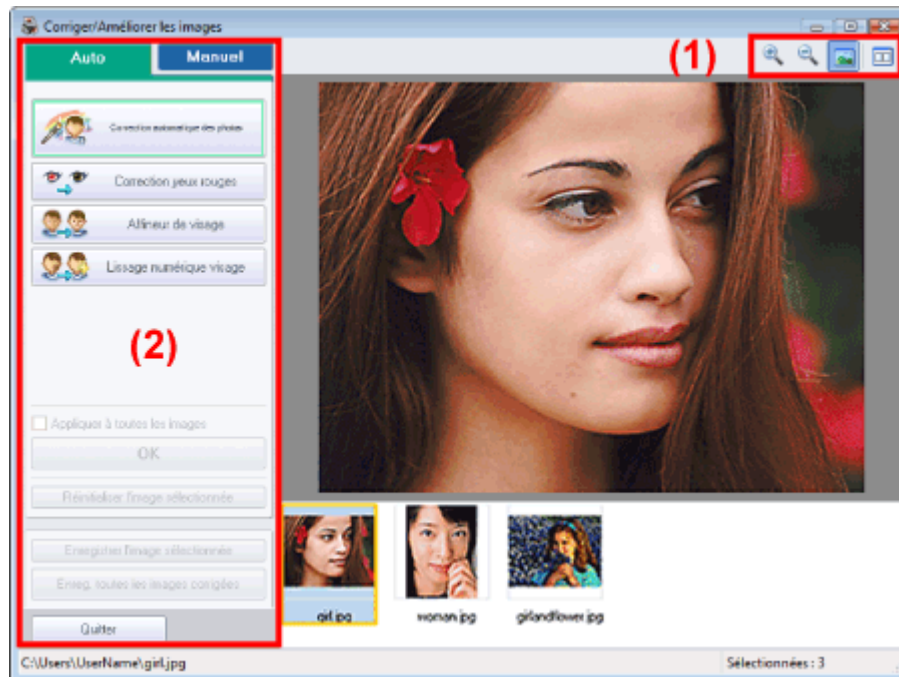 Corriger/Améliorer les images
Auto
Manuel
(1)
Correction automatique des photos
Correction yeux rouges
Affineur de visage
Lissage numérique visage
(2)
Appliquer à toutes les images
OK
Réinitialiser l'image sélectionnée
Enregistrer l'image sélectionnée
Enreg. toutes les images corrigées
Quitter
girl.jpg
woman.jpg
girlandflower.jpg
C:\Users\UserName\girl.jpg
Sélectionnées : 3